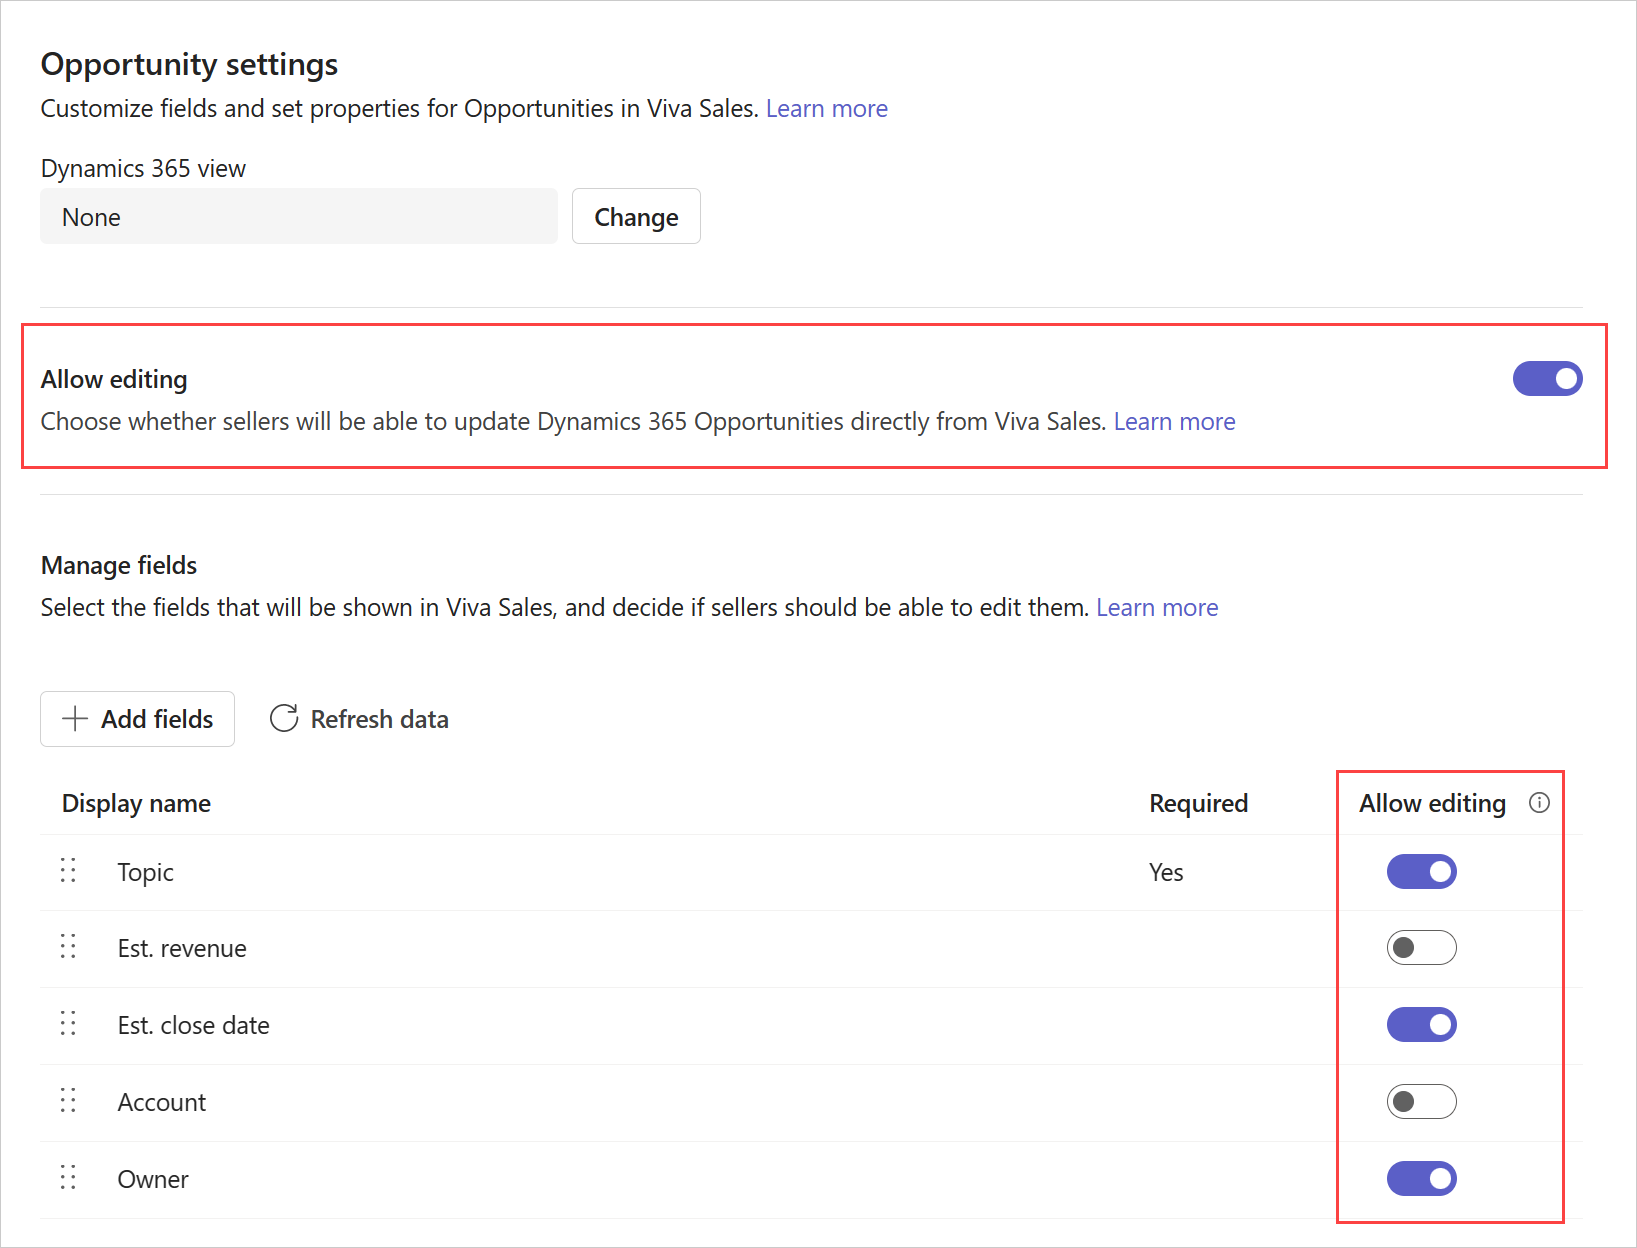 Opportunity settings
Customize fields and set properties for Opportunities in Viva Sales. Learn more
Dynamics 365 view
None
Change
Allow editing
Choose whether sellers will be able to update Dynamics 365 Opportunities directly from Viva Sales. Learn more
Manage fields
Select the fields that will be shown in Viva Sales, and decide if sellers should be able to edit them. Learn more
Add fields Refresh data
Display name Required Allow editing
Topic Yes
Est. revenue
Est. close date
Account
Owner